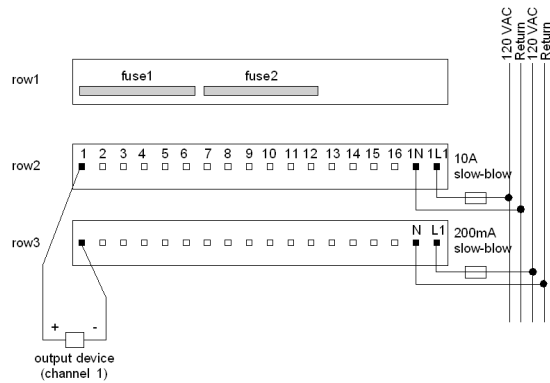 120 VAC
Return
120 VAC
Return
row1
fuse1 fuse2
row2
1 2 3 4 5 6 7 8 9 10 11 12 13 14 15 16 1N 1L1
10A
slow-blow
row3
N L1
200mA
slow-blow
+ -
output device
(channel 1)